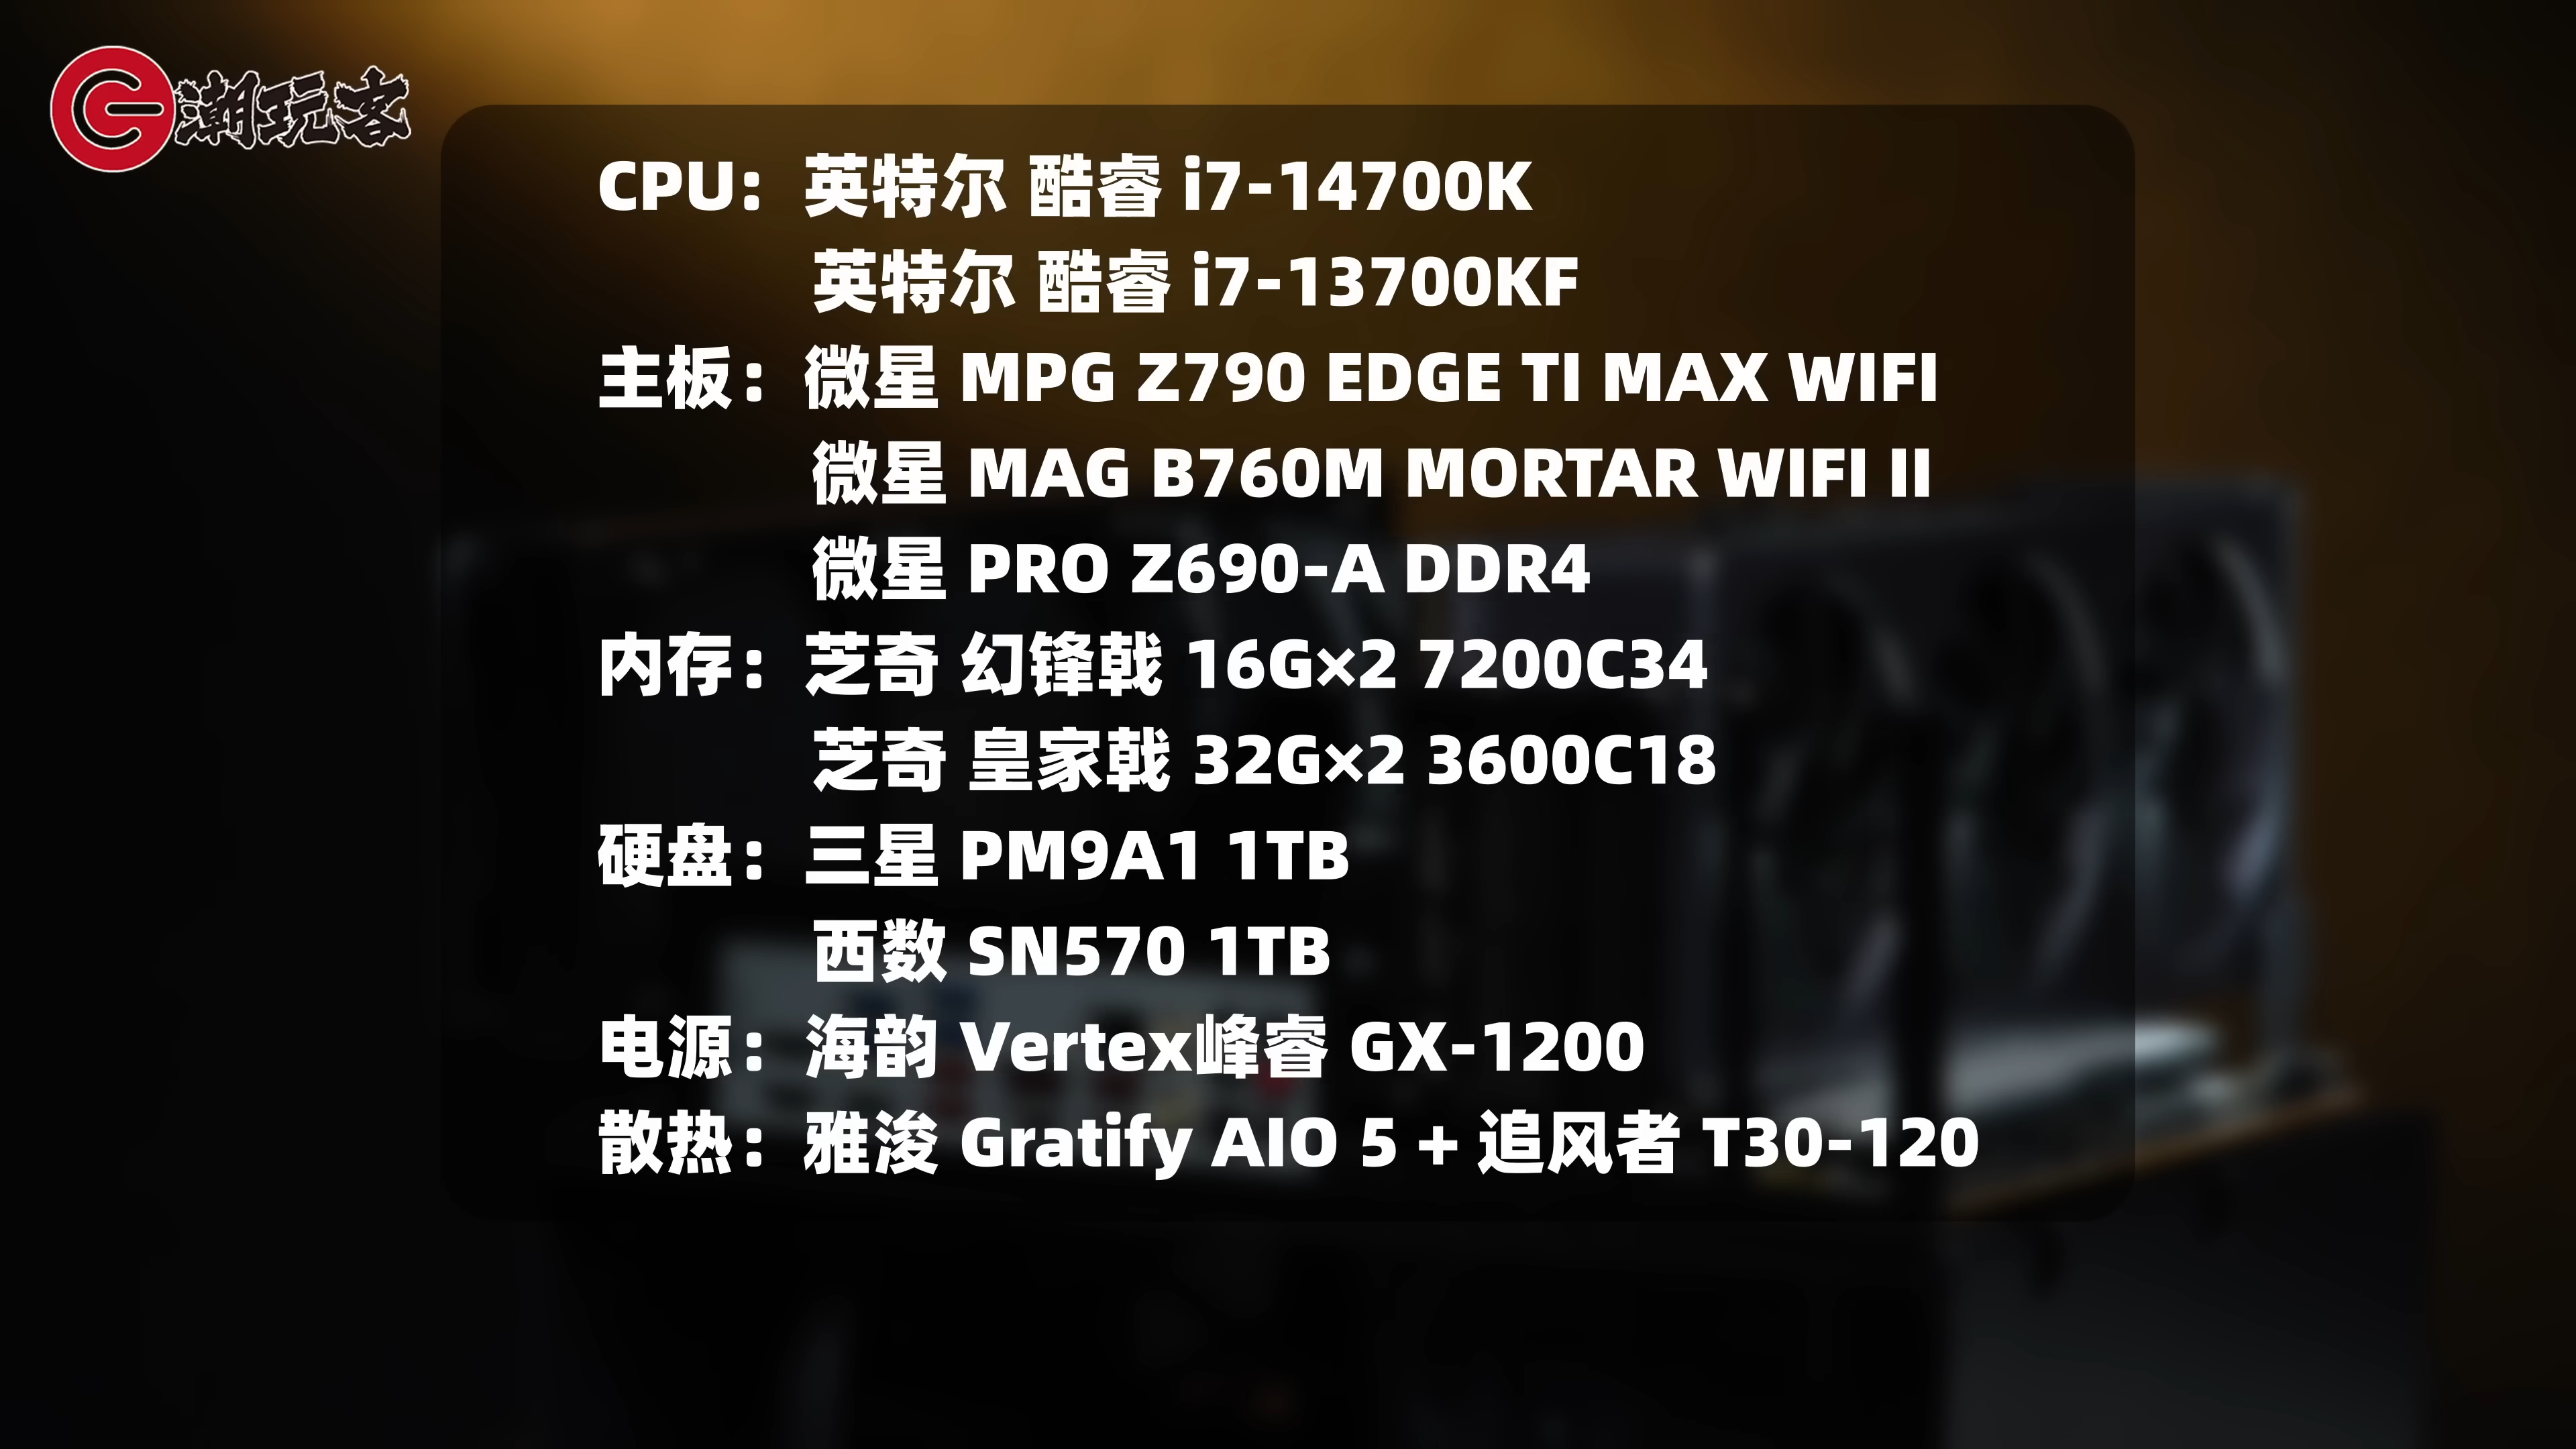 潮玩客
CPU：英特尔 酷睿 i7-14700K
英特尔 酷睿 i7-13700KF
主板：微星 MPG Z790 EDGE TI MAX WIFI
微星 MAG B760M MORTAR WIFI II
微星 PRO Z690-A DDR4
内存：芝奇 幻锋戟 16G×2 7200C34
芝奇 皇家戟 32G×2 3600C18
硬盘：三星 PM9A1 1TB
西数 SN570 1TB
电源：海韵 Vertex峰睿 GX-1200
散热：雅浚 Gratify AIO 5 + 追风者 T30-120